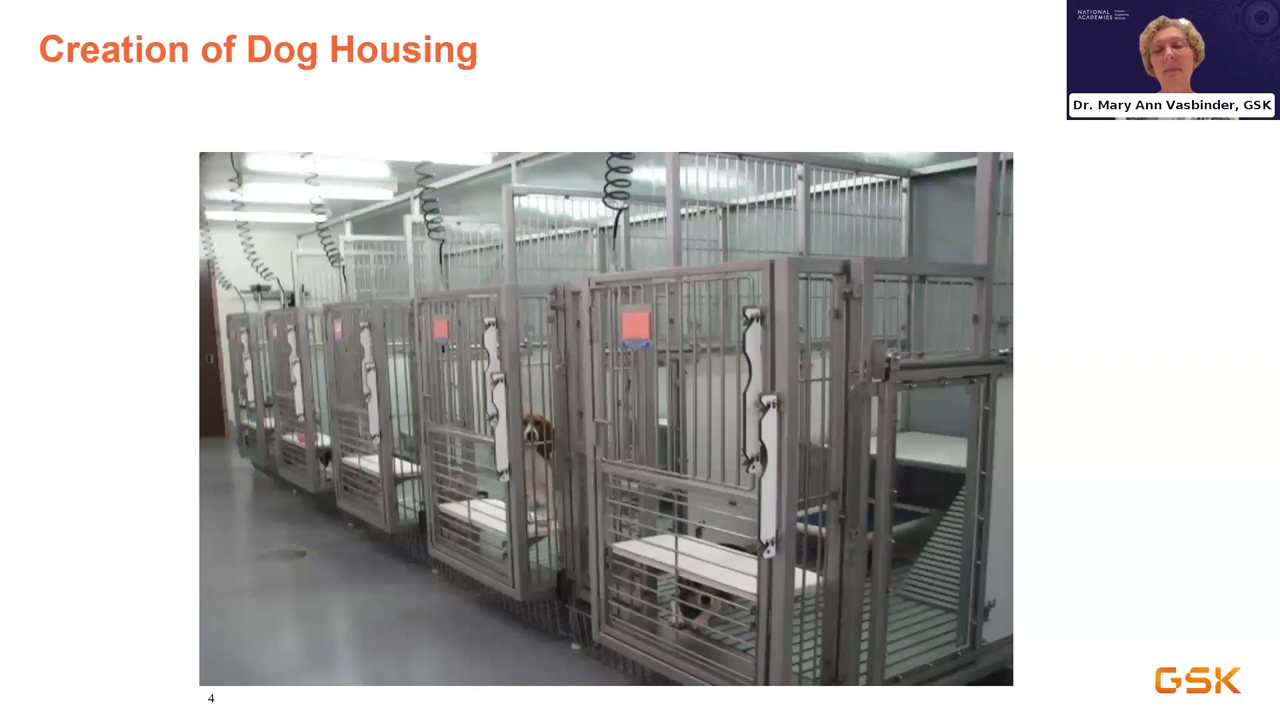 Creation of Dog Housing
NATIONAL
ACADEMIES
Dr. Mary Ann Vasbinder, GSK
4
GSK